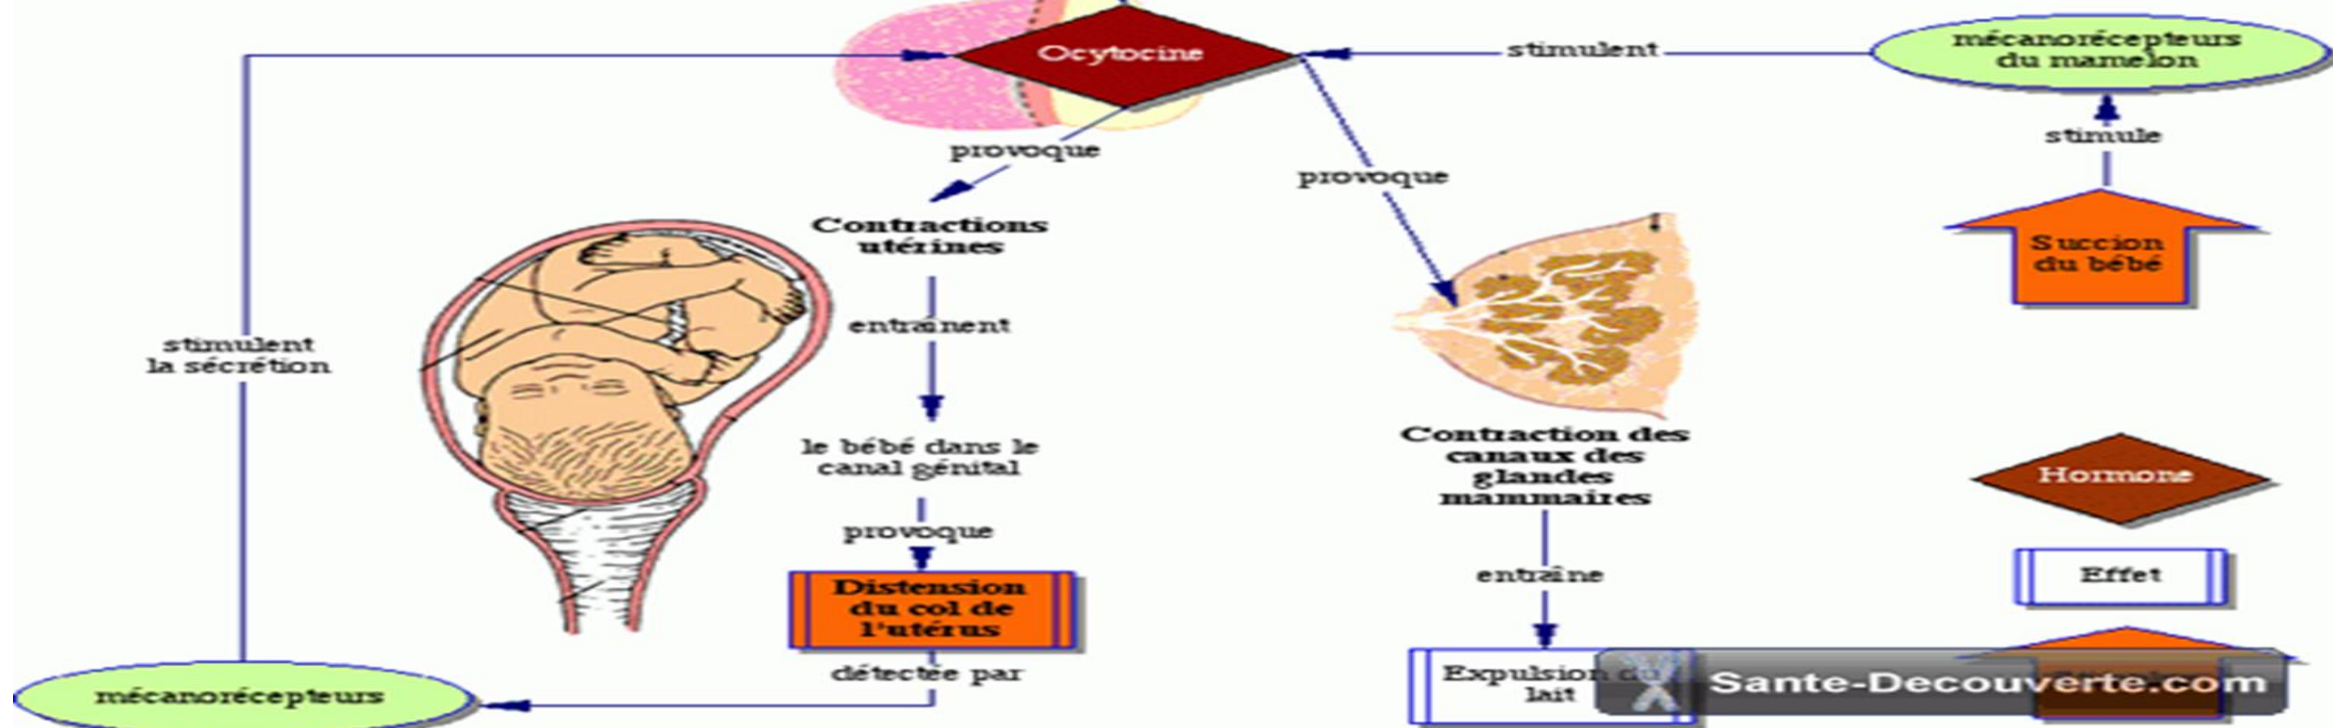 Ocytocine
stimulent
mécanorécepteurs
du mamelon
stimule
Succion
du bébé
provoque
provoque
Contractions
utérines
entraînent
stimulent
la sécrétion
le bébé dans le
canal génital
provoque
Distension
du col de
l'utérus
détectée par
mécanorécepteurs
Contraction des
canaux des
glandes
mammaires
entraîne
Expulsion du
lait
Hormone
Effet
Sante-Decouverte.com